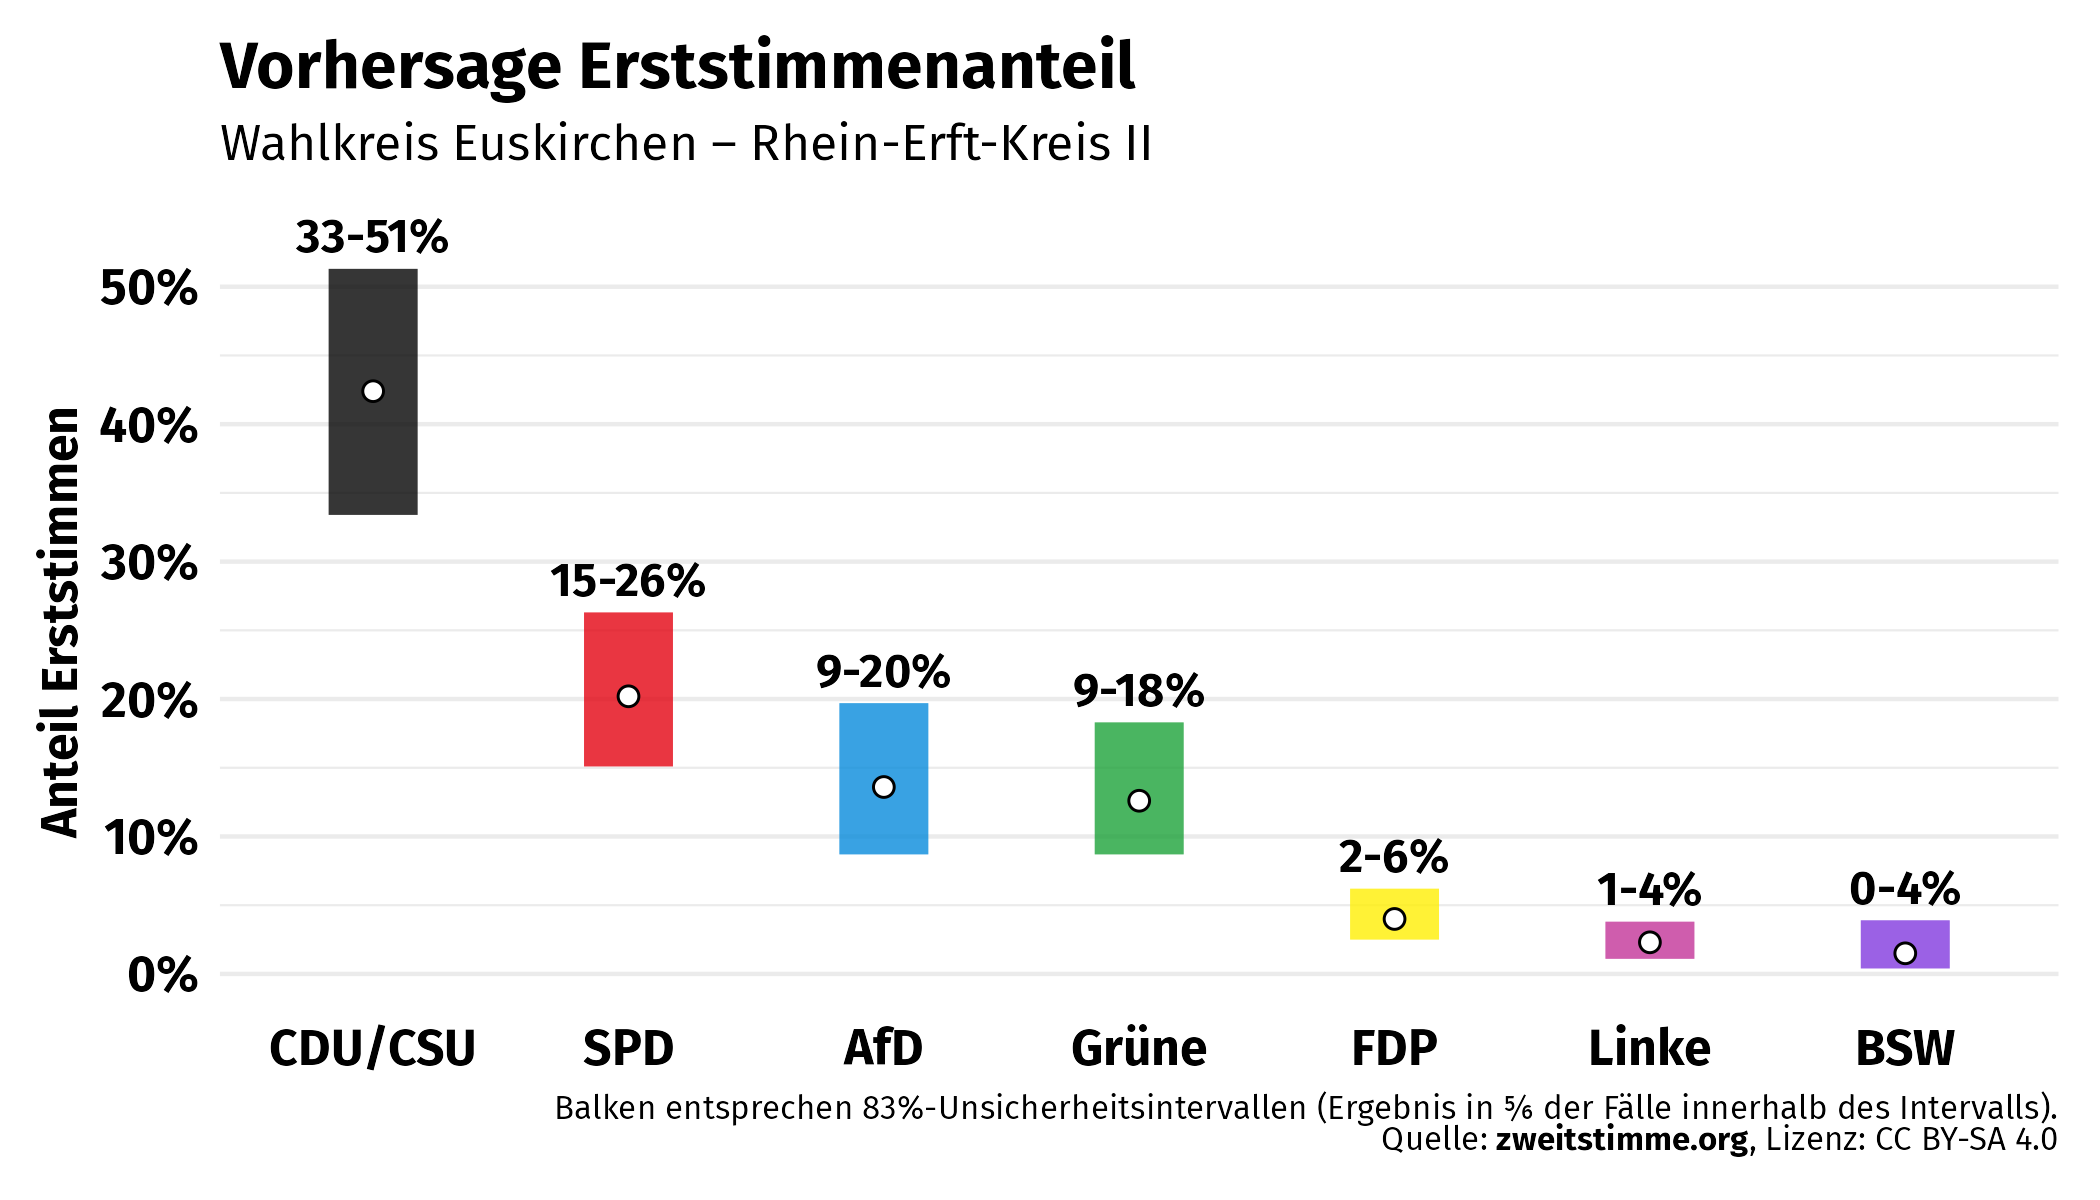 Vorhersage Erststimmenanteil
Wahlkreis Euskirchen – Rhein-Erft-Kreis II
Anteil Erststimmen
50%
40%
30%
20%
10%
0%
33-51%
15-26%
9-20%
9-18%
2-6%
1-4%
0-4%
CDU/CSU SPD AfD Grüne FDP Linke BSW
Balken entsprechen 83%-Unsicherheitsintervallen (Ergebnis in ⅚ der Fälle innerhalb des Intervalls).
Quelle: zweitstimme.org, Lizenz: CC BY-SA 4.0